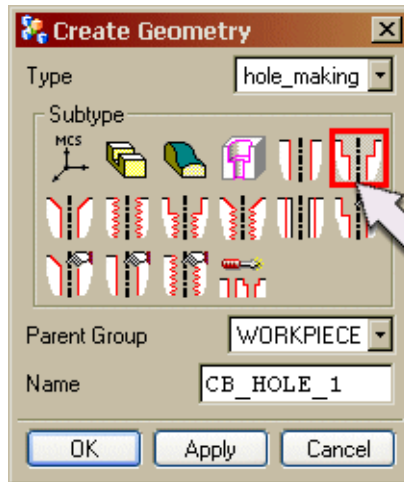 Create Geometry
Type hole_making
Subtype
MCS
Parent Group WORKPIECE
Name CB_HOLE_1
OK Apply Cancel